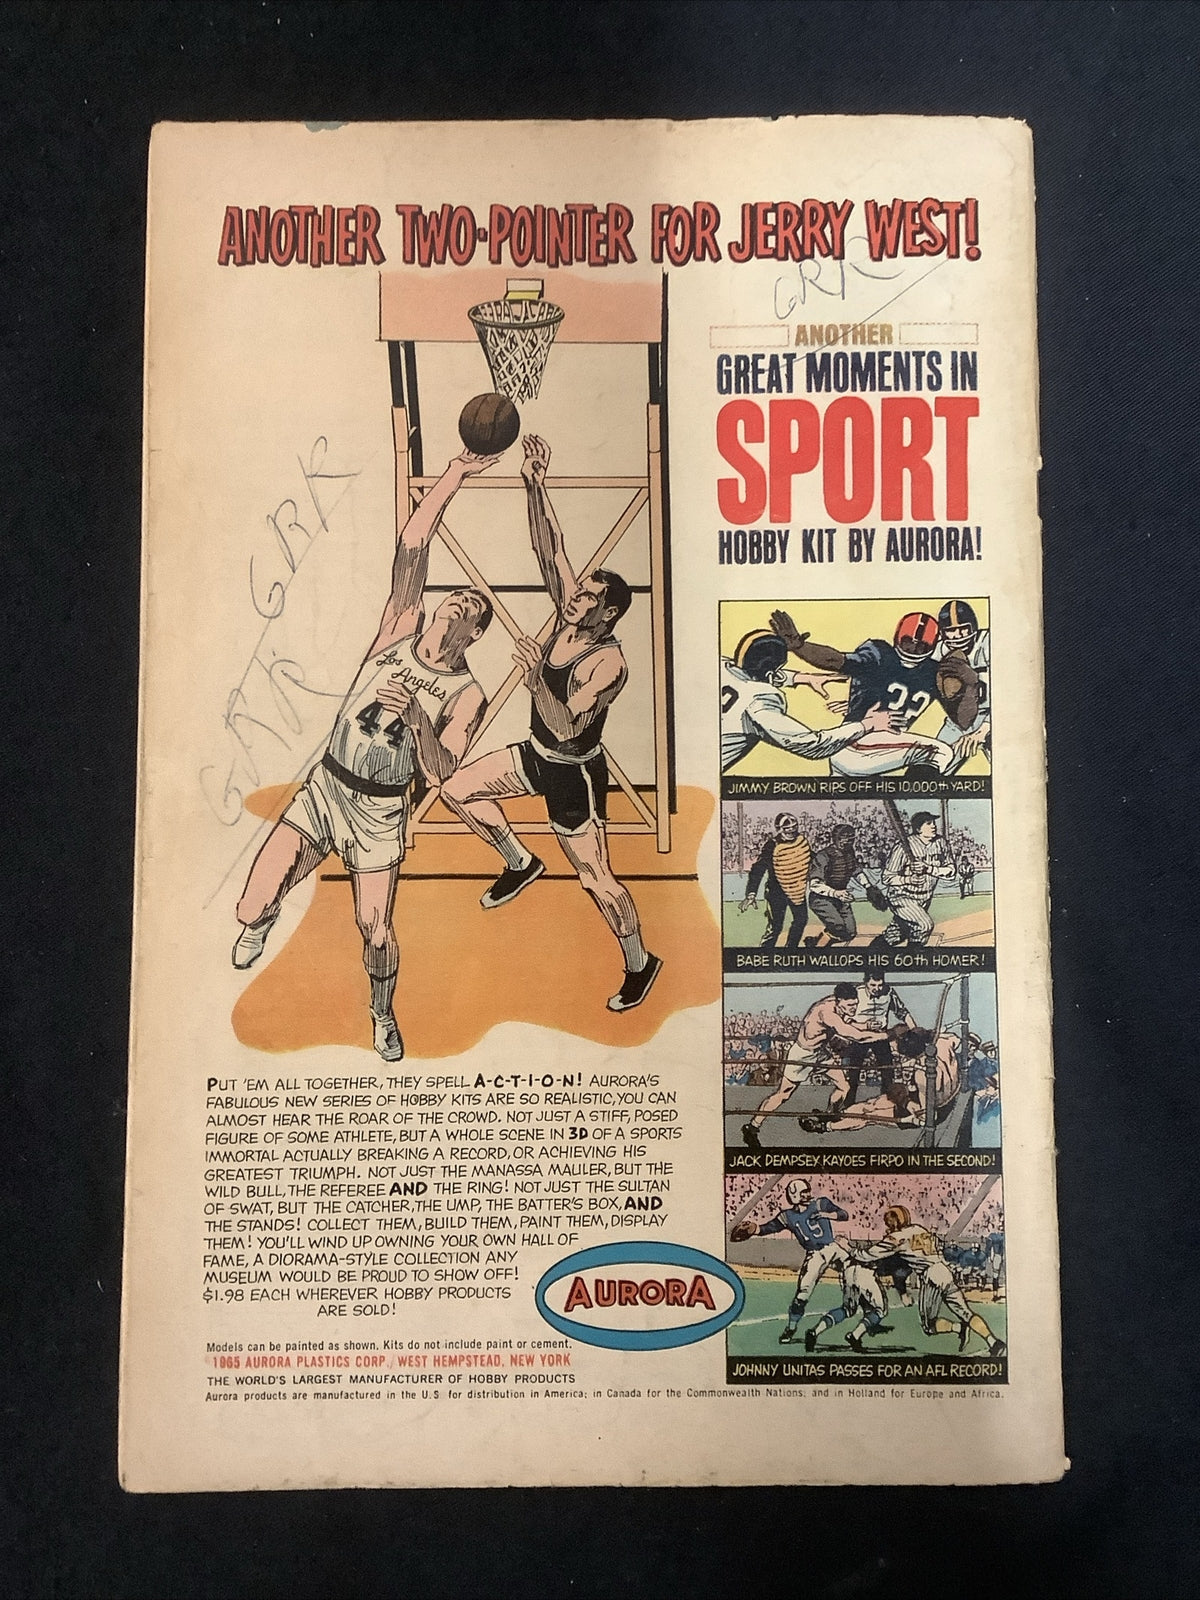 ANOTHER TWO-POINTER FOR JERRY WEST!
GRR
ANOTHER
GREAT MOMENTS IN
SPORT
HOBBY KIT BY AURORA!
GRR
Los
Angeles
44
32
JIMMY BROWN RIPS OFF HIS 10,000th YARD!
BABE RUTH WALLOPS HIS 60th HOMER!
JACK DEMPSEY KAYOES FIRPO IN THE SECOND!
15
JOHNNY UNITAS PASSES FOR AN AFL RECORD!
PUT 'EM ALL TOGETHER, THEY SPELL A-C-T-I-O-N! AURORA'S
FABULOUS NEW SERIES OF HOBBY KITS ARE SO REALISTIC, YOU CAN
ALMOST HEAR THE ROAR OF THE CROWD. NOT JUST A STIFF, POSED
FIGURE OF SOME ATHLETE, BUT A WHOLE SCENE IN 3D OF A SPORTS
IMMORTAL ACTUALLY BREAKING A RECORD, OR ACHIEVING HIS
GREATEST TRIUMPH. NOT JUST THE MANASSA MAULER, BUT THE
WILD BULL, THE REFEREE AND THE RING! NOT JUST THE SULTAN
OF SWAT, BUT THE CATCHER, THE UMP, THE BATTER'S BOX, AND
THE STANDS! COLLECT THEM, BUILD THEM, PAINT THEM, DISPLAY
THEM! YOU'LL WIND UP OWNING YOUR OWN HALL OF
FAME, A DIORAMA-STYLE COLLECTION ANY
MUSEUM WOULD BE PROUD TO SHOW OFF!
$1.98 EACH WHEREVER HOBBY PRODUCTS
ARE SOLD!
AURORA
Models can be painted as shown. Kits do not include paint or cement.
1965 AURORA PLASTICS CORP., WEST HEMPSTEAD, NEW YORK
THE WORLD'S LARGEST MANUFACTURER OF HOBBY PRODUCTS
Aurora products are manufactured in the U.S. for distribution in America; in Canada for the Commonwealth Nations; and in Holland for Europe and Africa.